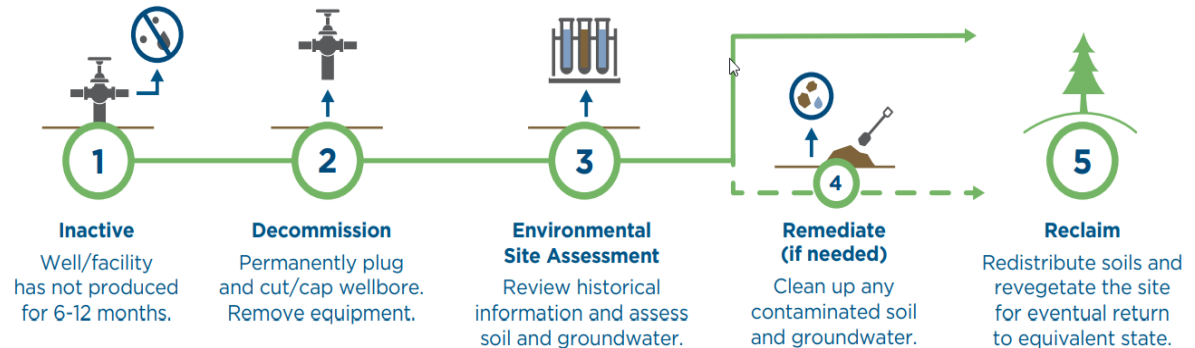 1
Inactive
Well/facility
has not produced
for 6-12 months.
2
Decommission
Permanently plug
and cut/cap wellbore.
Remove equipment.
3
Environmental
Site Assessment
Review historical
information and assess
soil and groundwater.
4
Remediate
(if needed)
Clean up any
contaminated soil
and groundwater.
5
Reclaim
Redistribute soils and
revegetate the site
for eventual return
to equivalent state.